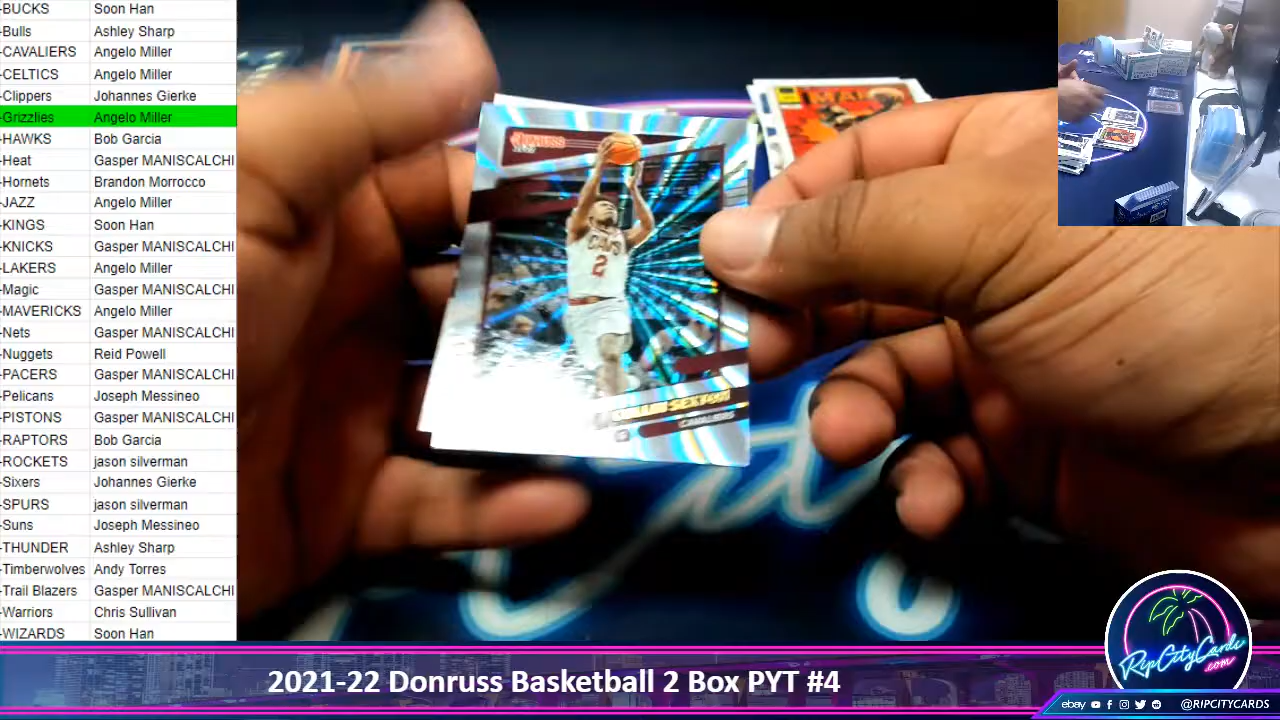 -BUCKS Soon Han
-Bulls Ashley Sharp
-CAVALIERS Angelo Miller
-CELTICS Angelo Miller
-Clippers Johannes Gierke
-Grizzlies Angelo Miller
-HAWKS Bob Garcia
-Heat Gasper MANISCALCHI
-Hornets Brandon Morrocco
-JAZZ Angelo Miller
-KINGS Soon Han
-KNICKS Gasper MANISCALCHI
-LAKERS Angelo Miller
-Magic Gasper MANISCALCHI
-MAVERICKS Angelo Miller
-Nets Gasper MANISCALCHI
-Nuggets Reid Powell
-PACERS Gasper MANISCALCHI
-Pelicans Joseph Messineo
-PISTONS Gasper MANISCALCHI
-RAPTORS Bob Garcia
-ROCKETS jason silverman
-Sixers Johannes Gierke
-SPURS jason silverman
-Suns Joseph Messineo
-THUNDER Ashley Sharp
-Timberwolves Andy Torres
-Trail Blazers Gasper MANISCALCHI
-Warriors Chris Sullivan
-WIZARDS Soon Han
DONRUSS
CAVS
2
SEXTON
CAVALIERS
2021-22 Donruss Basketball 2 Box PYT #4
RipCityCards
.com
ebay @RIPCITYCARDS